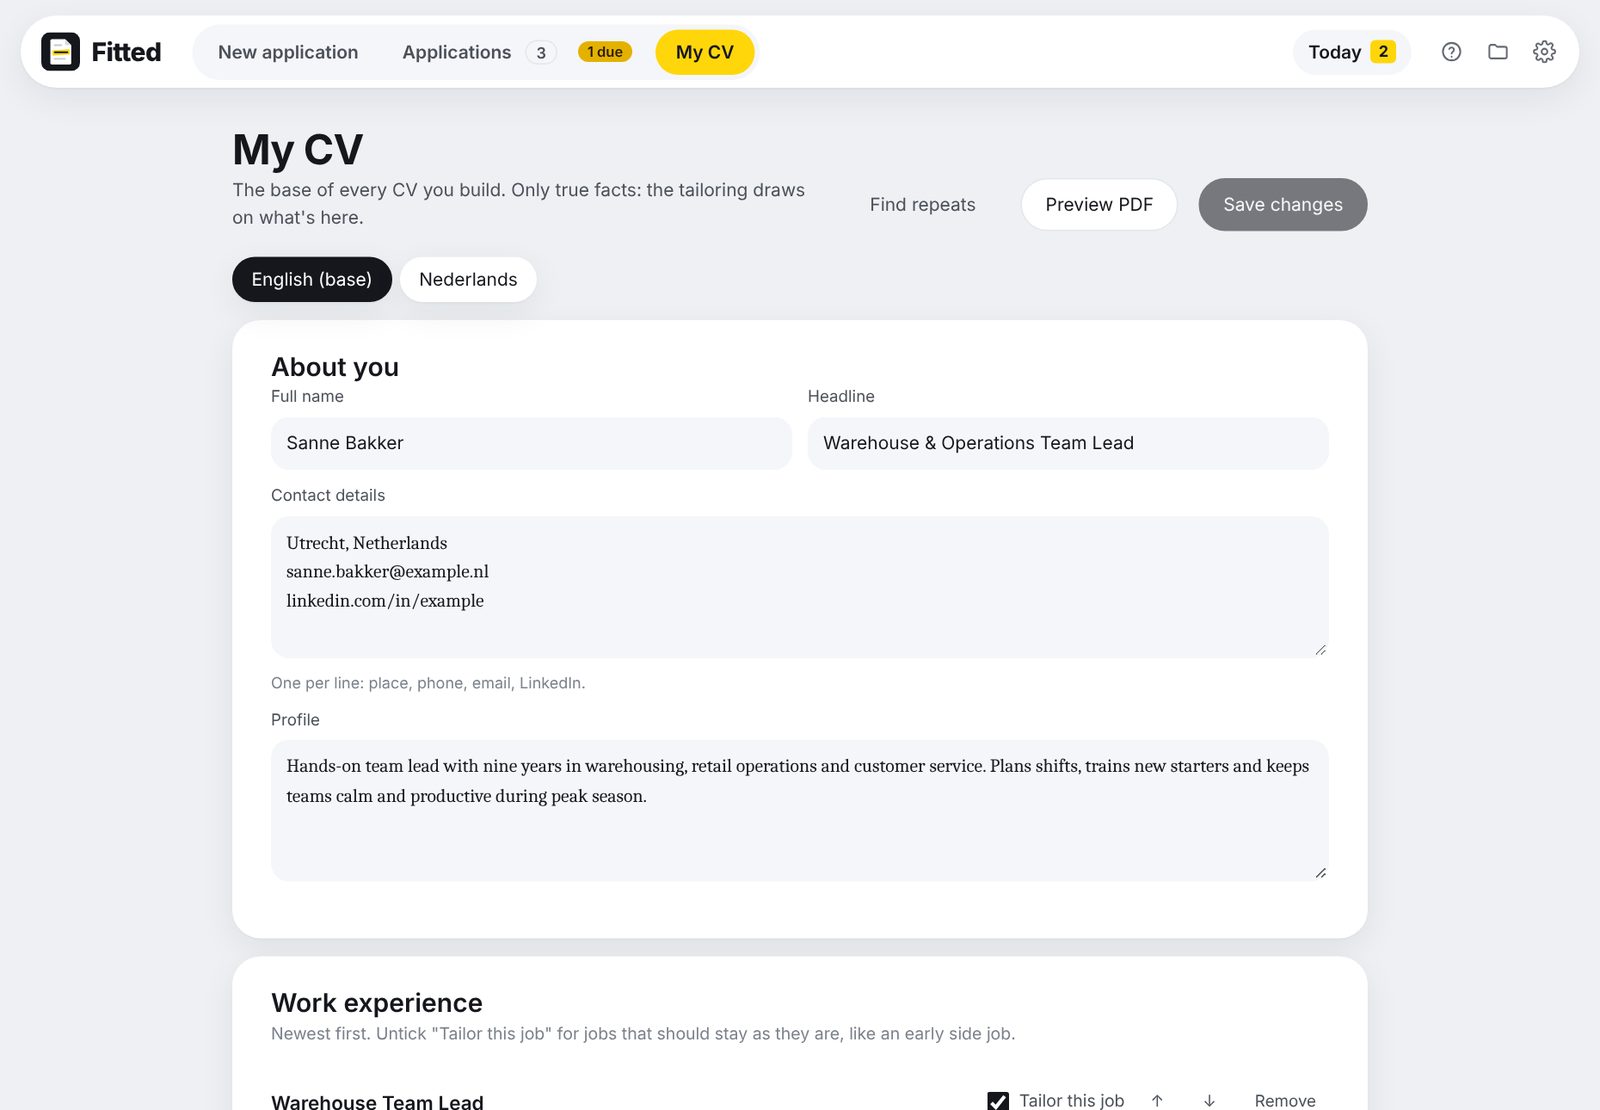 Fitted
New application
Applications 3
1 due
My CV
Today 2
My CV
The base of every CV you build. Only true facts: the tailoring draws
on what's here.
Find repeats
Preview PDF
Save changes
English (base)
Nederlands
About you
Full name
Headline
Sanne Bakker
Warehouse & Operations Team Lead
Contact details
Utrecht, Netherlands
sanne.bakker@example.nl
linkedin.com/in/example
One per line: place, phone, email, LinkedIn.
Profile
Hands-on team lead with nine years in warehousing, retail operations and customer service. Plans shifts, trains new starters and keeps
teams calm and productive during peak season.
Work experience
Newest first. Untick "Tailor this job" for jobs that should stay as they are, like an early side job.
Warehouse Team Lead
Tailor this job ↑ ↓ Remove